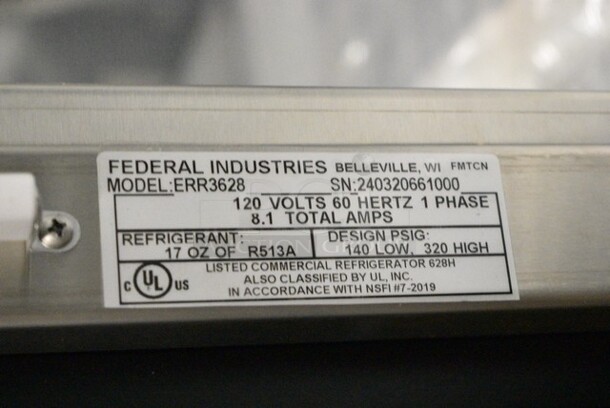 FEDERAL INDUSTRIES BELLEVILLE, WI FMTCN
MODEL:ERR3628 SN:240320661000
120 VOLTS 60 HERTZ 1 PHASE
8.1 TOTAL AMPS
REFRIGERANT: DESIGN PSIG:
17 OZ OF R513A 140 LOW, 320 HIGH
LISTED COMMERCIAL REFRIGERATOR 628H
ALSO CLASSIFIED BY UL, INC.
IN ACCORDANCE WITH NSFI #7-2019
C UL US